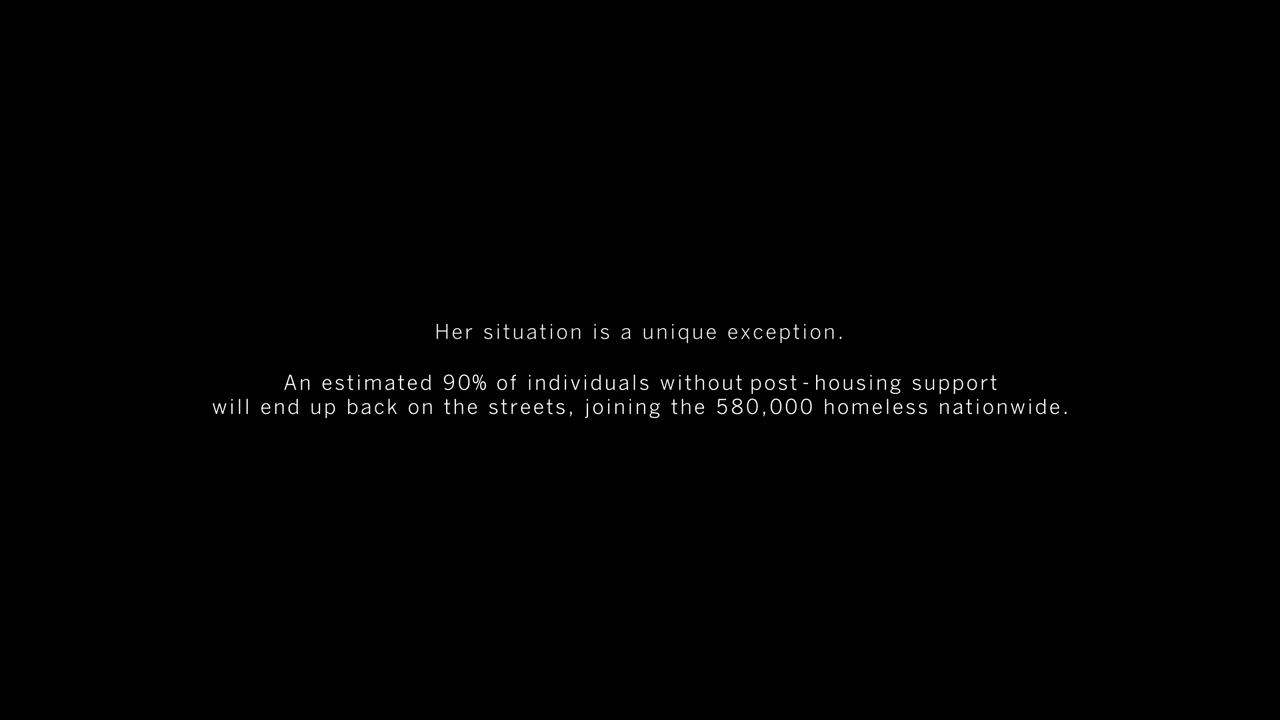 Her situation is a unique exception.
An estimated 90% of individuals without post-housing support
will end up back on the streets, joining the 580,000 homeless nationwide.